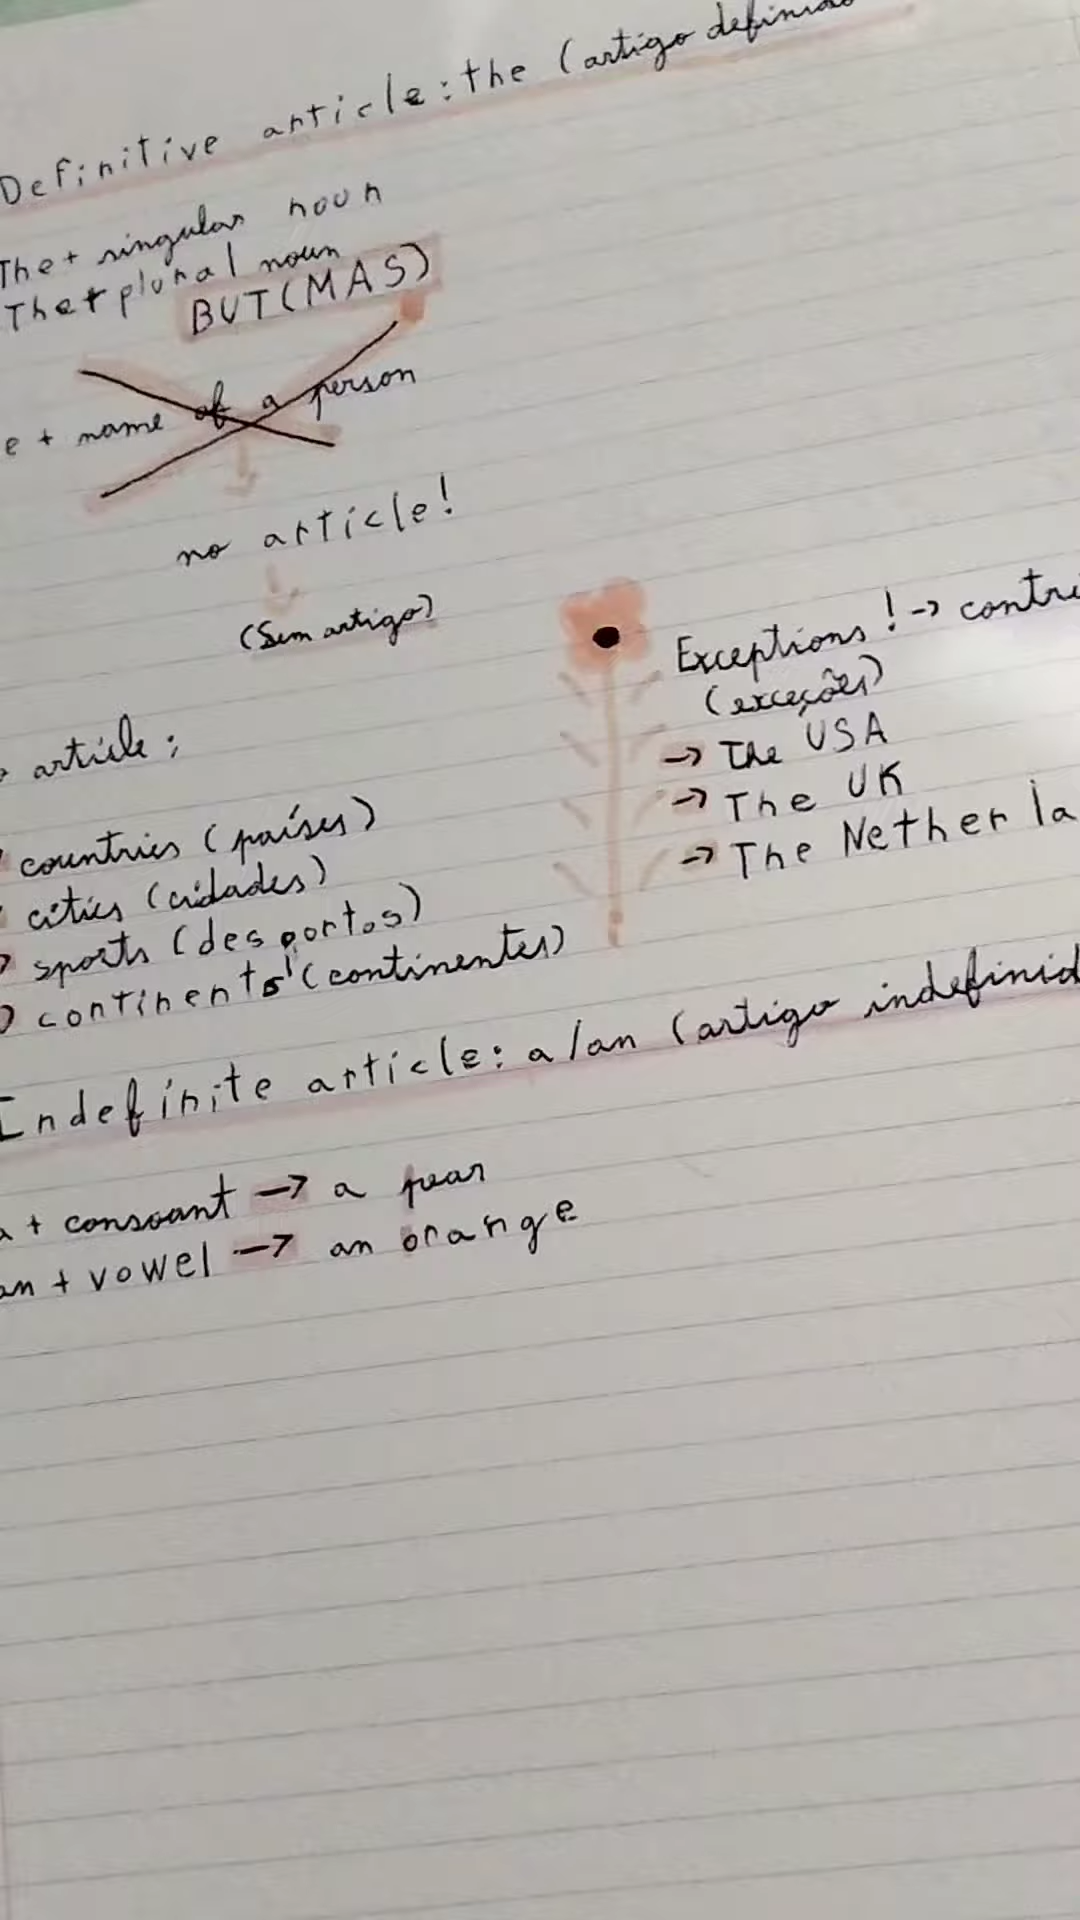 Definitive article: the (artigo definido
The + singular noun
The + plural noun
BUT (MAS)
e + name of a person
no article!
(Sem artigo)
Exceptions! → contri
(exceções)
→ The USA
→ The UK
→ The Netherla
article:
countries (países)
cities (cidades)
sports (desportos)
continents (continentes)
Indefinite article: a/an (artigo indefinid
a + consoant → a pear
an + vowel → an orange